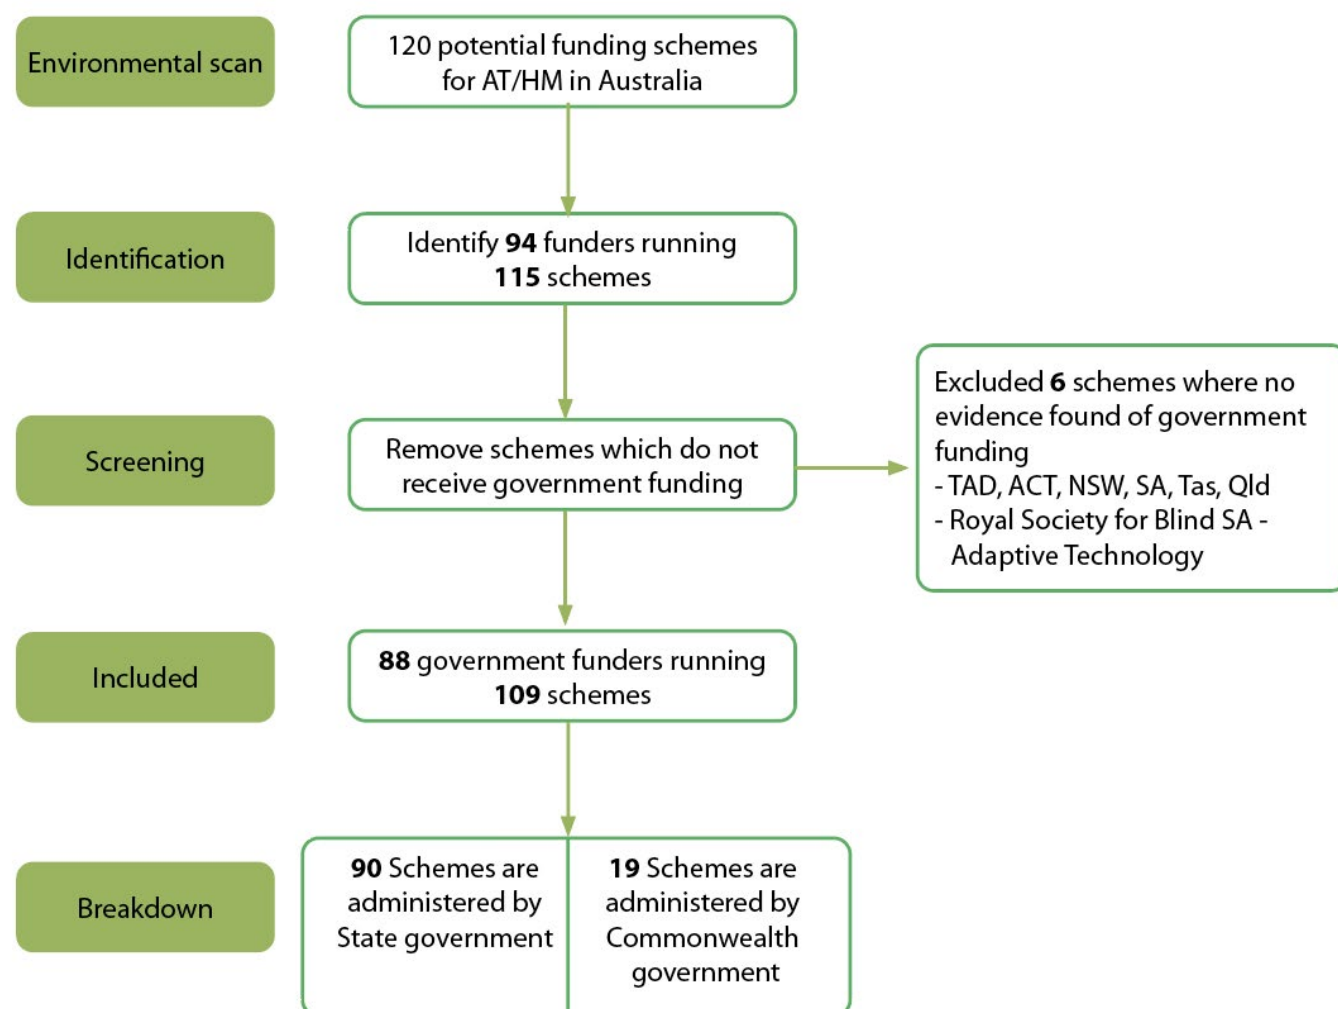 Environmental scan
120 potential funding schemes
for AT/HM in Australia
Identification
Identify 94 funders running
115 schemes
Screening
Remove schemes which do not
receive government funding
Excluded 6 schemes where no
evidence found of government
funding
- TAD, ACT, NSW, SA, Tas, Qld
- Royal Society for Blind SA -
Adaptive Technology
Included
88 government funders running
109 schemes
Breakdown
90 Schemes are
administered by
State government
19 Schemes are
administered by
Commonwealth
government